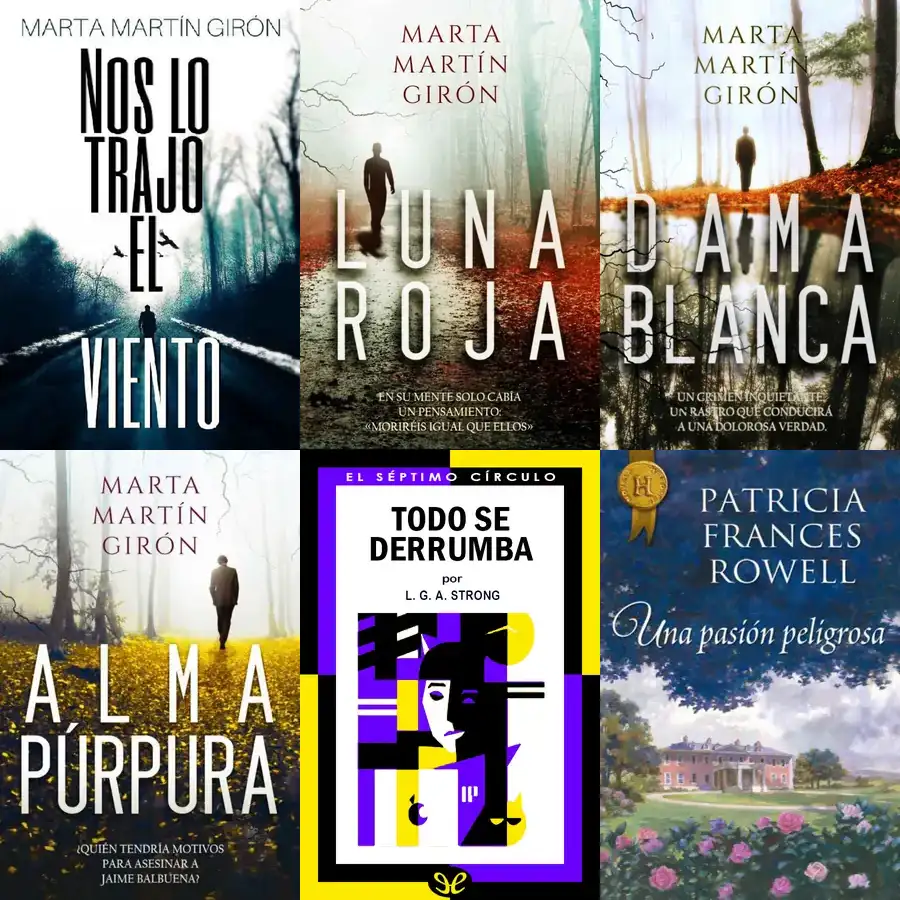 MARTA MARTÍN GIRÓN
NOS LO
TRAJO
EL
VIENTO
MARTA
MARTÍN
GIRÓN
LUNA
ROJA
EN SU MENTE SOLO CABÍA
UN PENSAMIENTO:
«MORIRÉIS IGUAL QUE ELLOS»
MARTA
MARTÍN
GIRÓN
DAMA
BLANCA
UN CRIMEN INQUIETANTE,
UN RASTRO QUE CONDUCIRÁ
A UNA DOLOROSA VERDAD.
MARTA
MARTÍN
GIRÓN
ALMA
PÚRPURA
¿QUIÉN TENDRÍA MOTIVOS
PARA ASESINAR A
JAIME BALBUENA?
EL SÉPTIMO CÍRCULO
TODO SE
DERRUMBA
por
L. G. A. STRONG
H
PATRICIA
FRANCES
ROWELL
Una pasión peligrosa